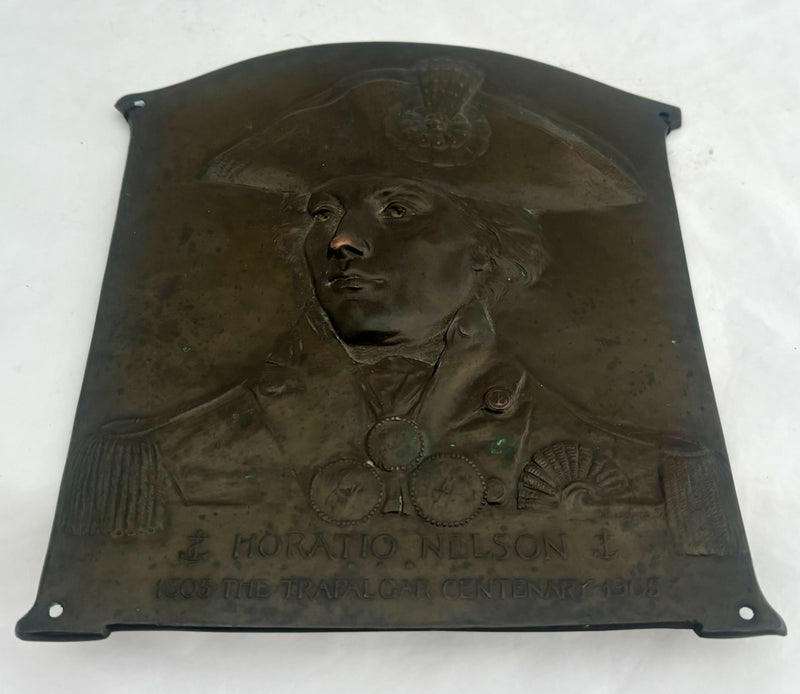 HORATIO NELSON
1805 THE TRAFALGAR CENTENARY 1905